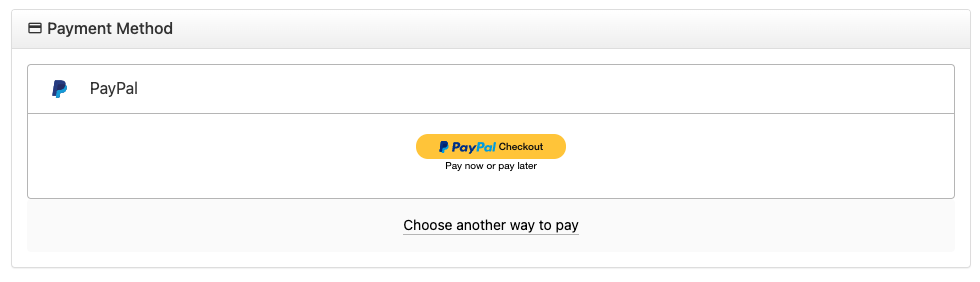 Payment Method
PayPal
PayPal Checkout
Pay now or pay later
Choose another way to pay